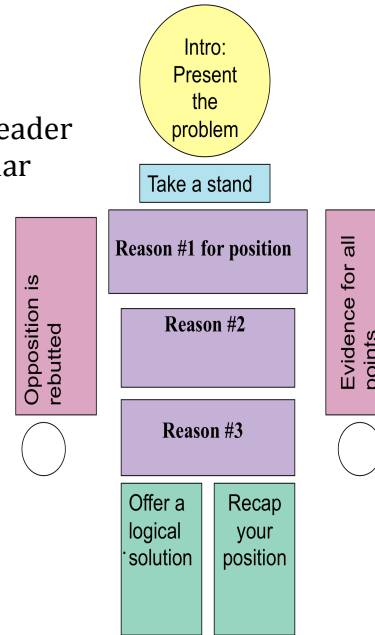 Intro:
Present
the
problem
eader
ar
Take a stand
Reason #1 for position
Opposition is
rebutted
Reason #2
Evidence for all
points
Reason #3
Offer a
logical
solution
Recap
your
position